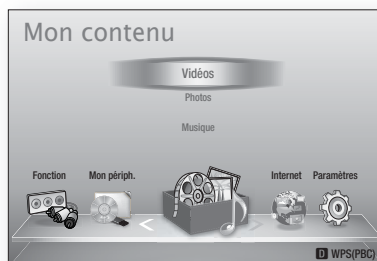 Mon contenu
Vidéos
Photos
Musique
Fonction Mon périph. Internet Paramètres
D WPS(PBC)